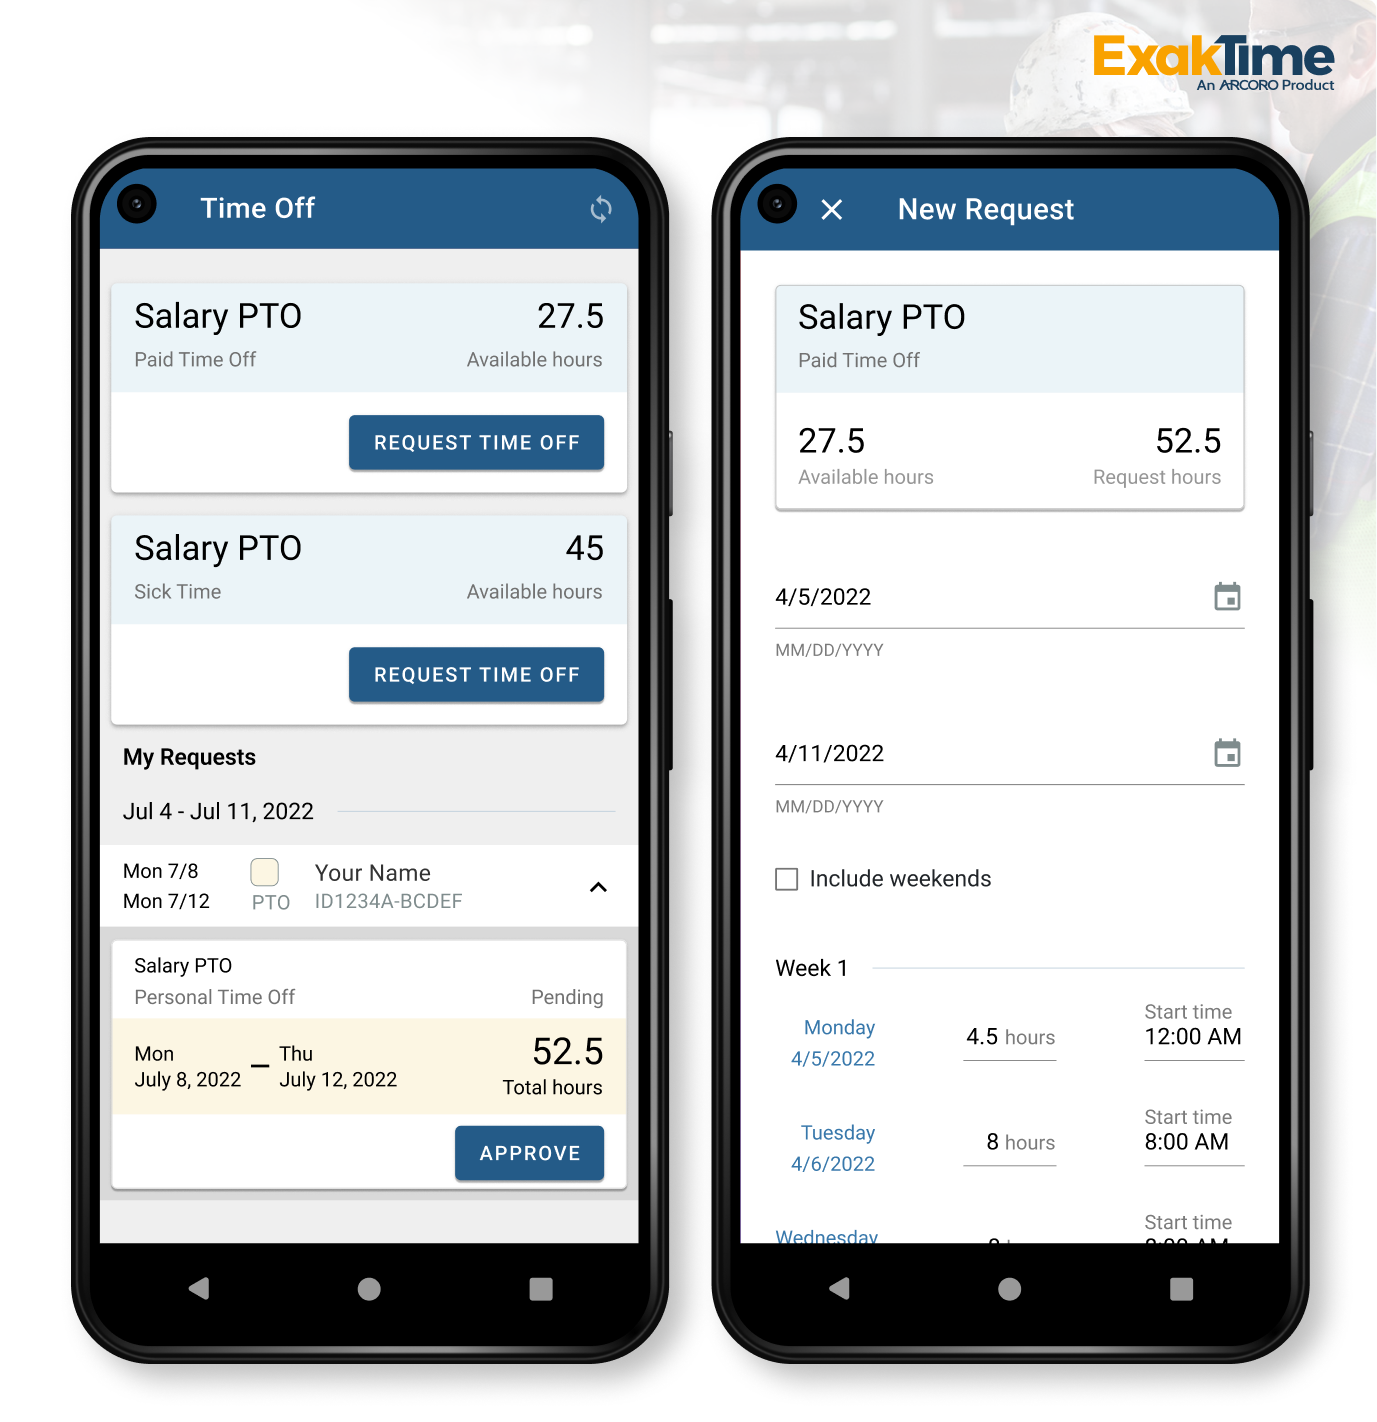 ExakTime
An ARCORO Product
Time Off
Salary PTO 27.5
Paid Time Off Available hours
REQUEST TIME OFF
Salary PTO 45
Sick Time Available hours
REQUEST TIME OFF
My Requests
Jul 4 - Jul 11, 2022
Mon 7/8 Your Name
Mon 7/12 PTO ID1234A-BCDEF
Salary PTO
Personal Time Off Pending
Mon – Thu 52.5
July 8, 2022 July 12, 2022 Total hours
APPROVE
New Request
Salary PTO
Paid Time Off
27.5 52.5
Available hours Request hours
4/5/2022
MM/DD/YYYY
4/11/2022
MM/DD/YYYY
Include weekends
Week 1
Start time
Monday 4.5 hours 12:00 AM
4/5/2022
Start time
Tuesday 8 hours 8:00 AM
4/6/2022
Start time
Wednesday